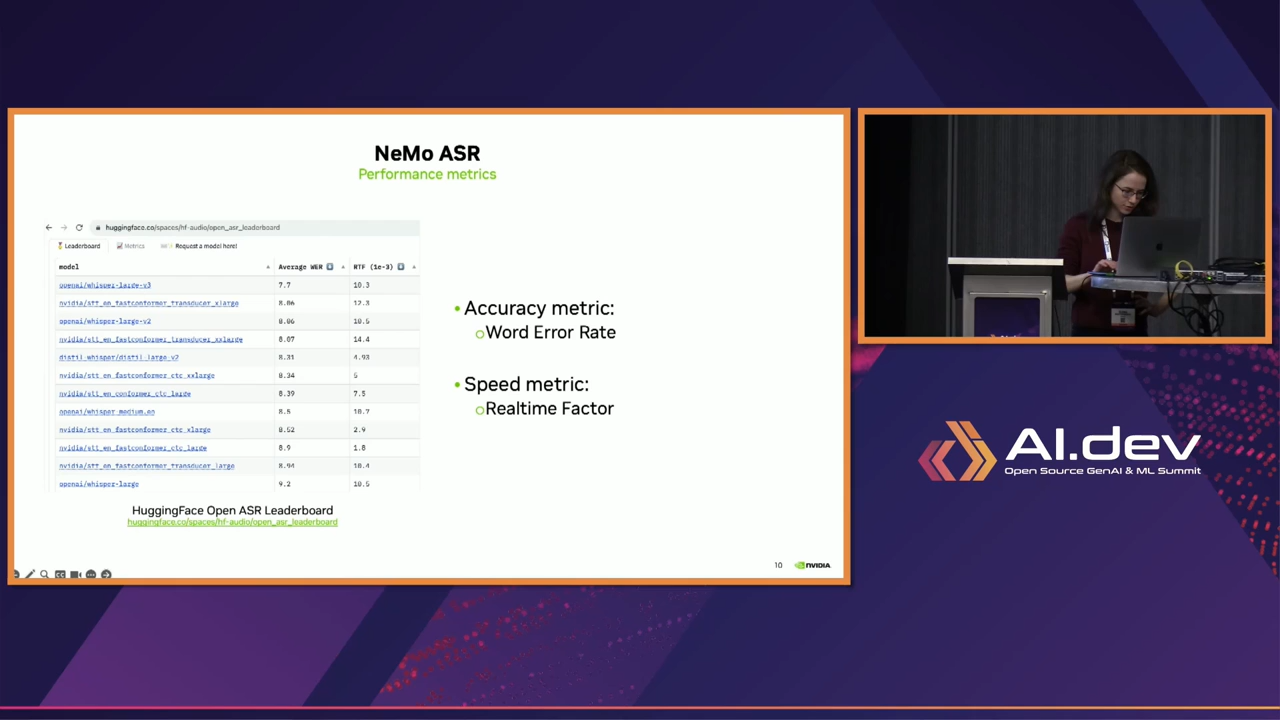 NeMo ASR
Performance metrics
huggingface.co/spaces/hf-audio/open_asr_leaderboard
Leaderboard Metrics Request a model here!
model Average WER RTF (1e-3)
openai/whisper-large-v3 7.7 10.3
nvidia/stt_en_fastconformer_transducer_xlarge 8.06 12.3
openai/whisper-large-v2 8.06 10.5
nvidia/stt_en_fastconformer_transducer_xxlarge 8.07 14.4
distil-whisper/distil-large-v2 8.31 4.93
nvidia/stt_en_fastconformer_ctc_xxlarge 8.34 5
nvidia/stt_en_conformer_ctc_large 8.39 7.5
openai/whisper-medium.en 8.5 10.7
nvidia/stt_en_fastconformer_ctc_xlarge 8.52 2.9
nvidia/stt_en_fastconformer_ctc_large 8.9 1.8
nvidia/stt_en_fastconformer_transducer_large 8.94 10.4
openai/whisper-large 9.2 10.5
HuggingFace Open ASR Leaderboard
huggingface.co/spaces/hf-audio/open_asr_leaderboard
• Accuracy metric:
Word Error Rate
• Speed metric:
Realtime Factor
10 NVIDIA
AI.dev
Open Source GenAI & ML Summit